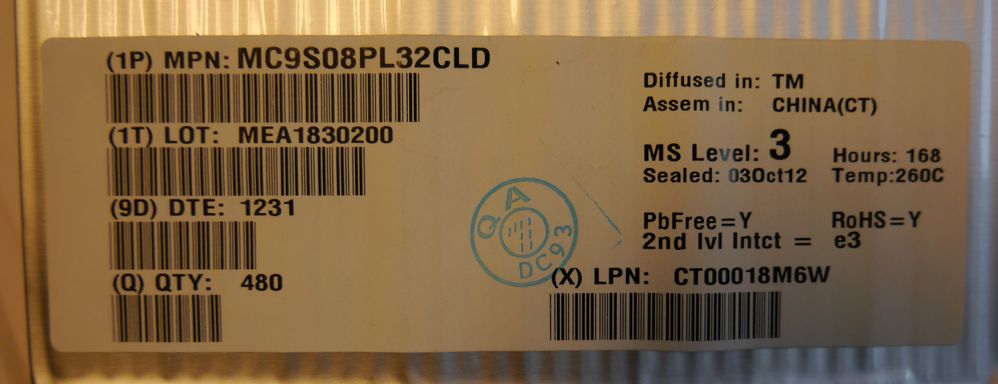 (1P) MPN: MC9S08PL32CLD
(1T) LOT: MEA1830200
(9D) DTE: 1231
(Q) QTY: 480
Diffused in: TM
Assem in: CHINA(CT)
MS Level: 3 Hours: 168
Sealed: 03Oct12 Temp:260C
PbFree=Y RoHS=Y
2nd lvl Intct = e3
(X) LPN: CT00018M6W
QA
DC93